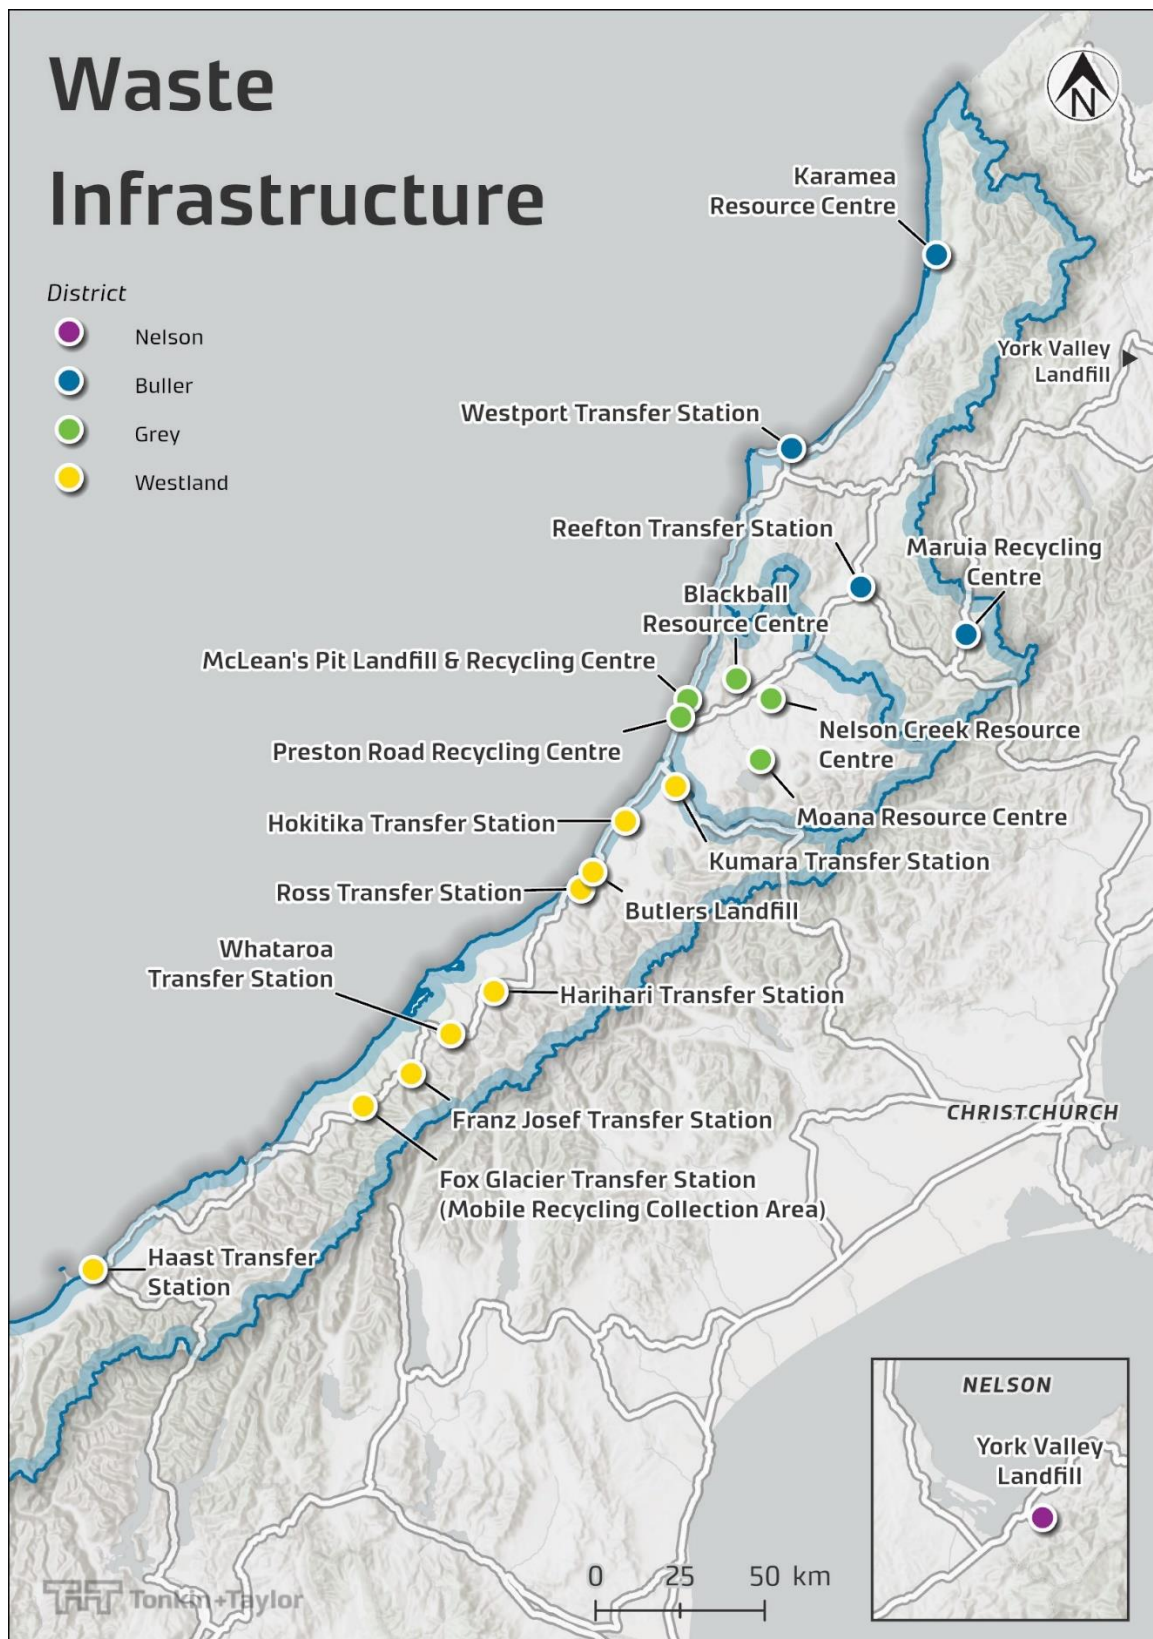 Waste
Infrastructure
N
District
Nelson
Buller
Grey
Westland
Karamea
Resource Centre
York Valley
Landfill
Westport Transfer Station
Reefton Transfer Station
Maruia Recycling
Centre
Blackball
Resource Centre
McLean's Pit Landfill & Recycling Centre
Nelson Creek Resource
Centre
Preston Road Recycling Centre
Moana Resource Centre
Hokitika Transfer Station
Kumara Transfer Station
Ross Transfer Station
Butlers Landfill
Whataroa
Transfer Station
Harihari Transfer Station
CHRISTCHURCH
Franz Josef Transfer Station
Fox Glacier Transfer Station
(Mobile Recycling Collection Area)
Haast Transfer
Station
NELSON
York Valley
Landfill
0 25 50 km
T+T Tonkin+Taylor